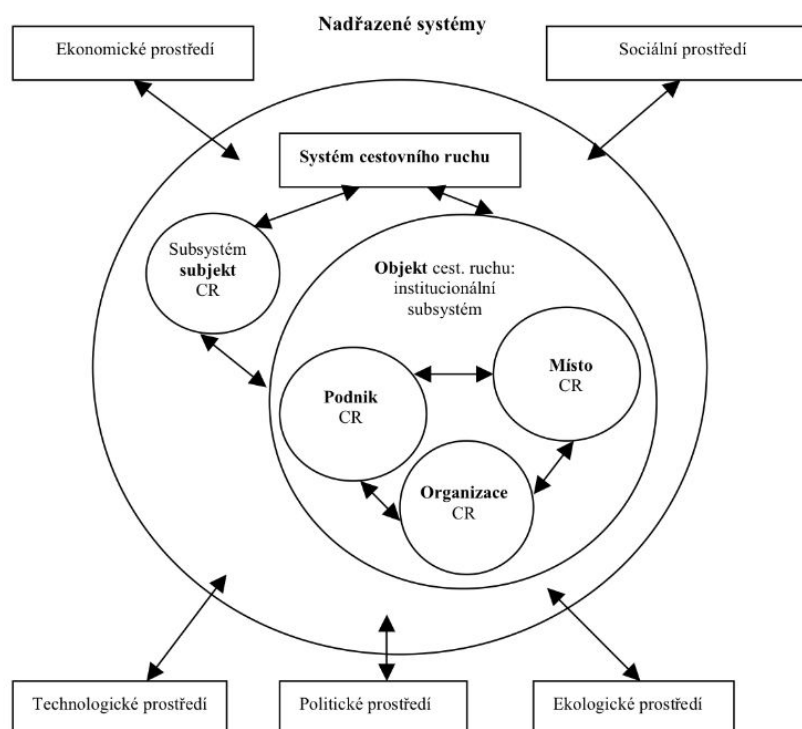 Nadřazené systémy
Ekonomické prostředí
Sociální prostředí
Systém cestovního ruchu
Subsystém
subjekt
CR
Objekt cest. ruchu:
institucionální
subsystém
Podnik
CR
Místo
CR
Organizace
CR
Technologické prostředí
Politické prostředí
Ekologické prostředí